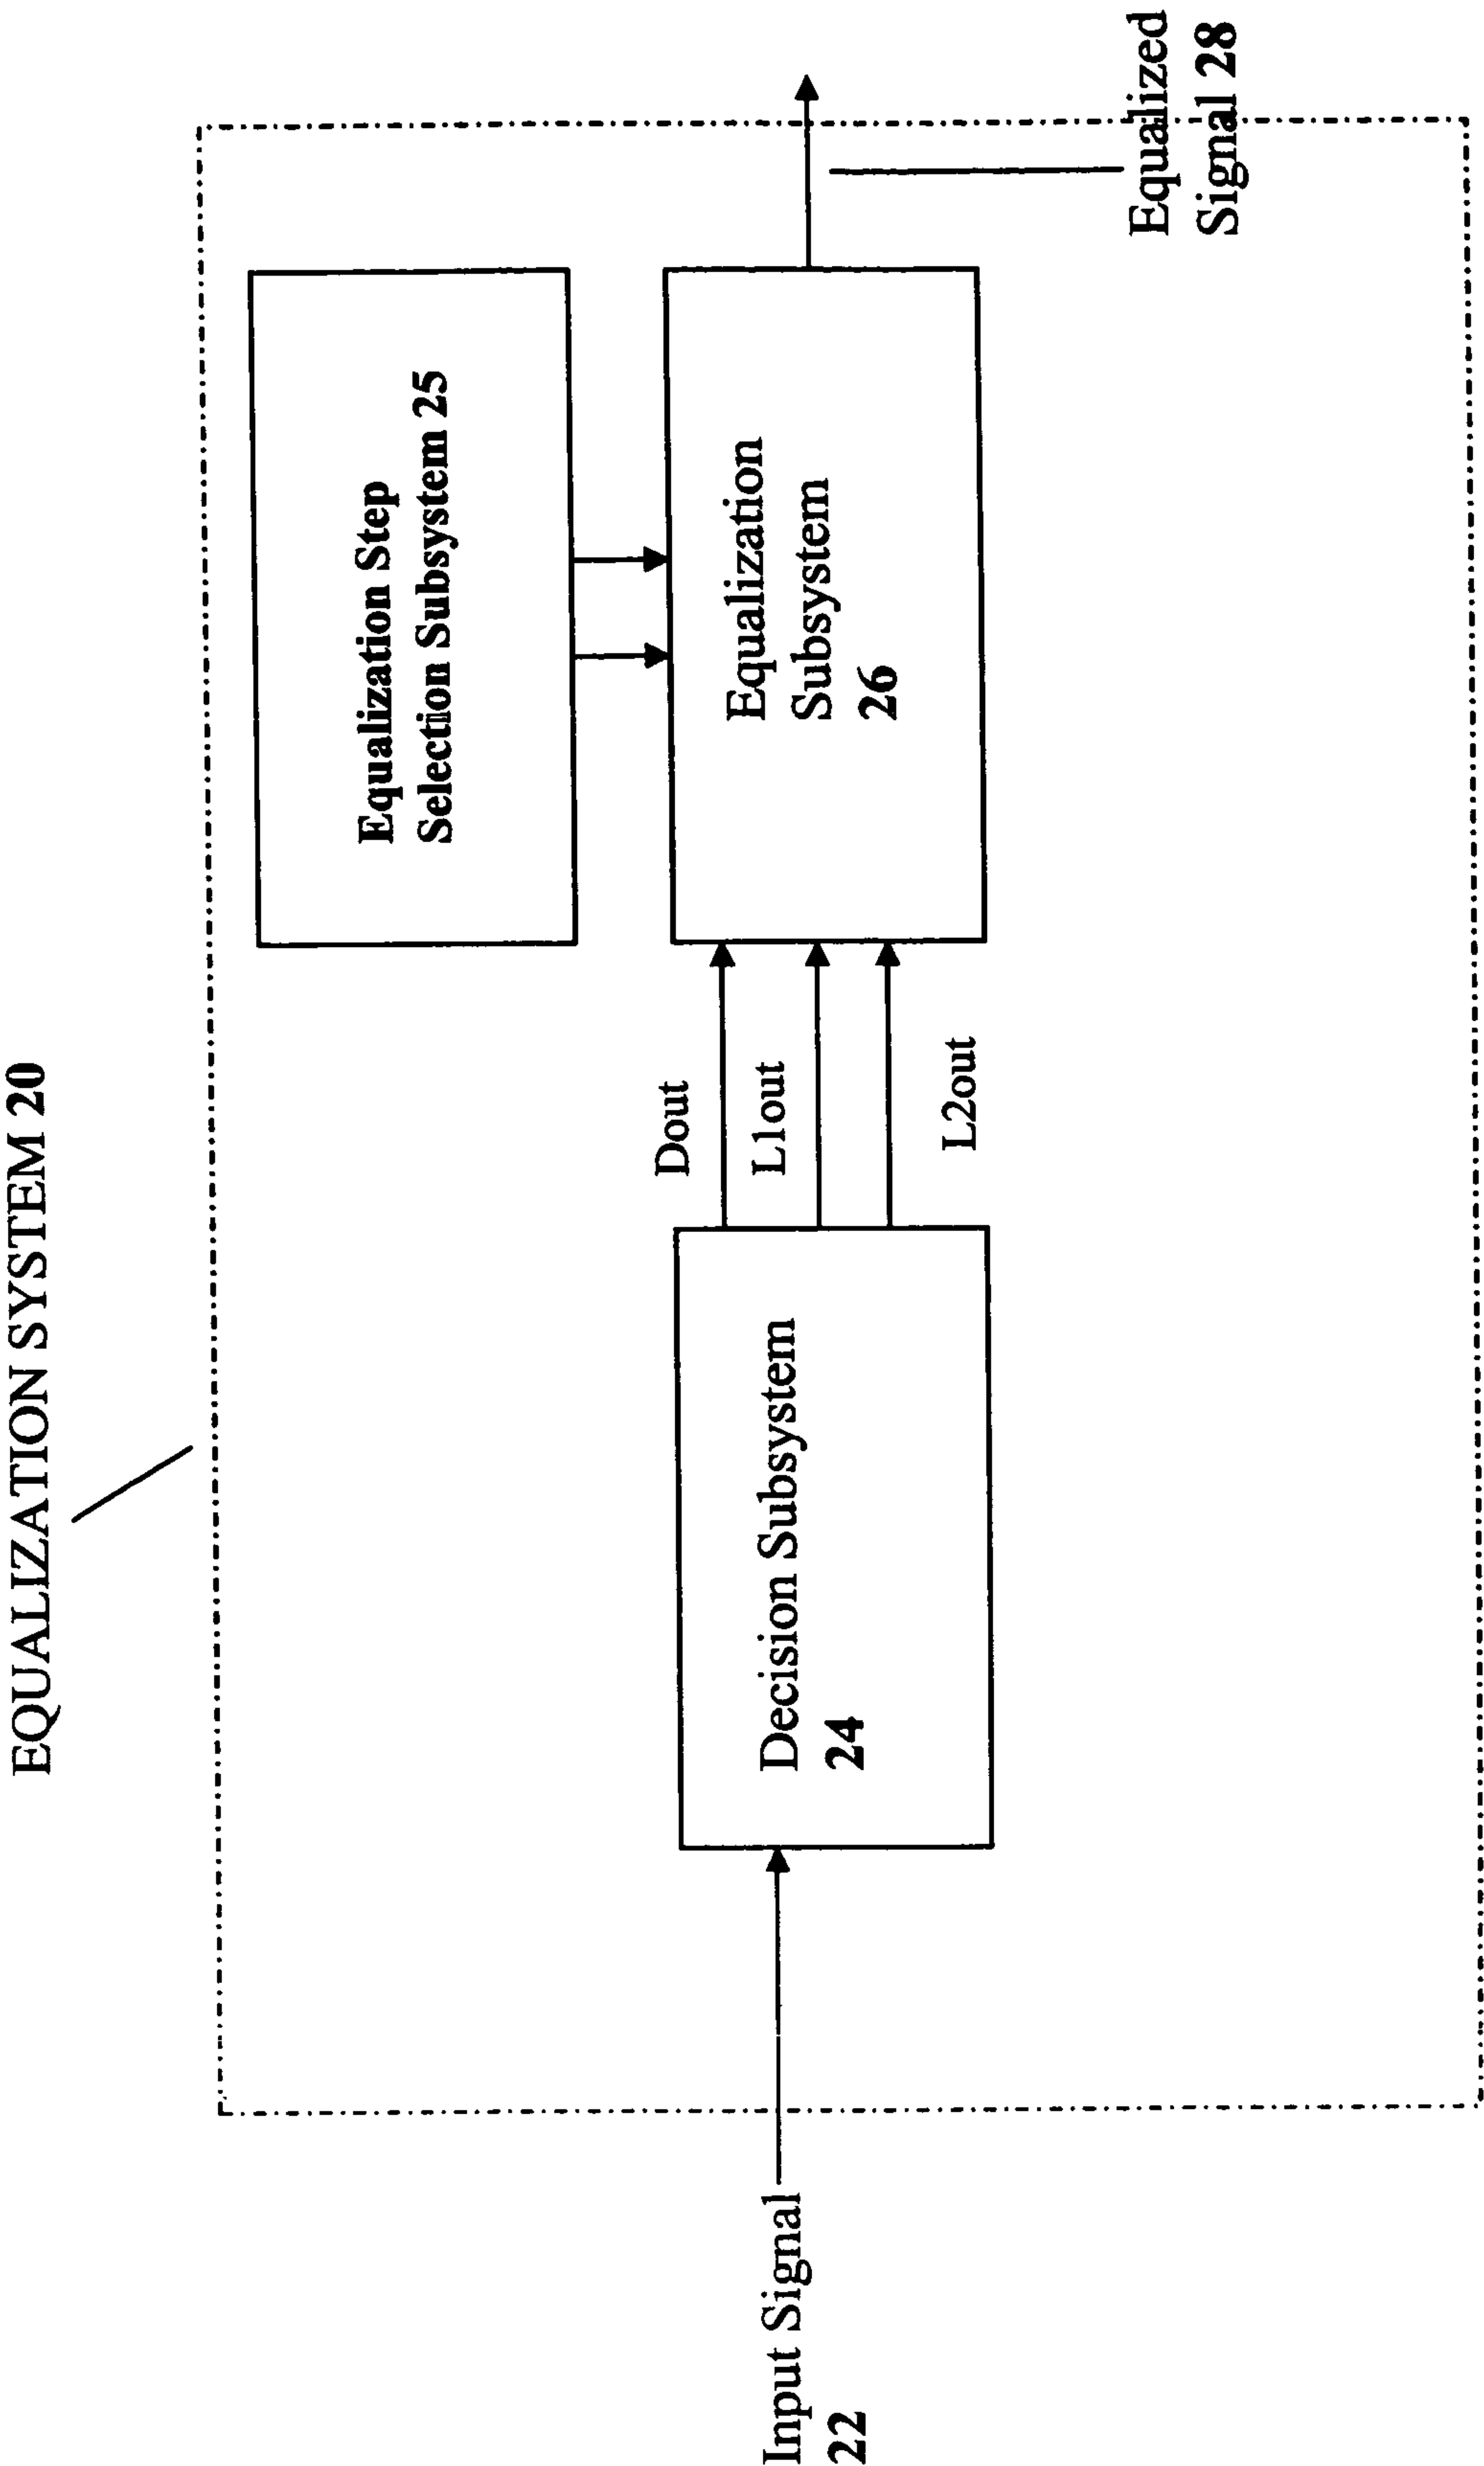 EQUALIZATION SYSTEM 20
Equalization Step
Selection Subsystem 25
Input Signal
22
Decision Subsystem
24
Dout
L1out
L2out
Equalization
Subsystem
26
Equalized
Signal 28